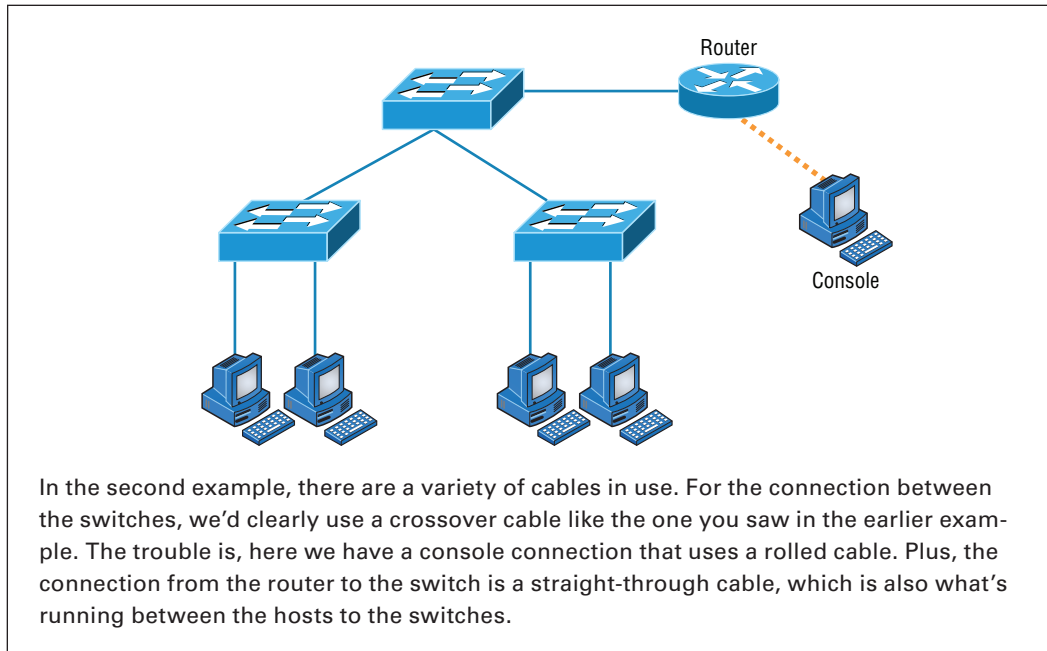 Router
Console
In the second example, there are a variety of cables in use. For the connection between
the switches, we'd clearly use a crossover cable like the one you saw in the earlier exam-
ple. The trouble is, here we have a console connection that uses a rolled cable. Plus, the
connection from the router to the switch is a straight-through cable, which is also what's
running between the hosts to the switches.